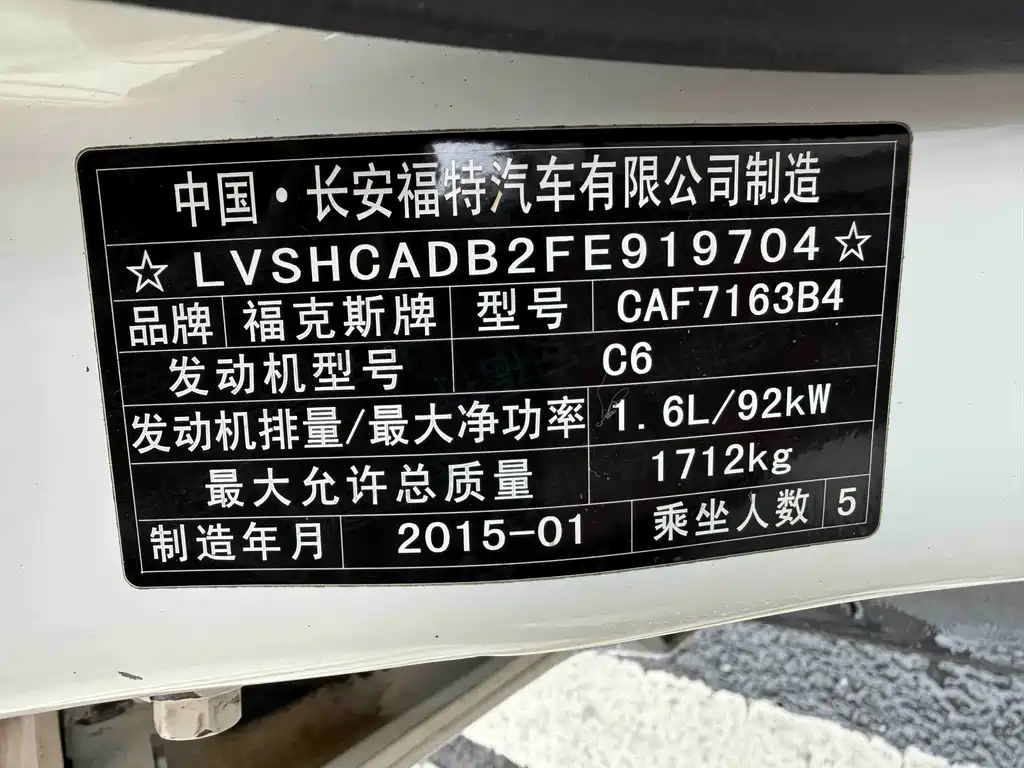 中国·长安福特汽车有限公司制造
☆LVSHCADB2FE919704☆
品牌 福克斯牌 型号 CAF7163B4
发动机型号 C6
发动机排量/最大净功率 1.6L/92kW
最大允许总质量 1712kg
制造年月 2015-01 乘坐人数 5